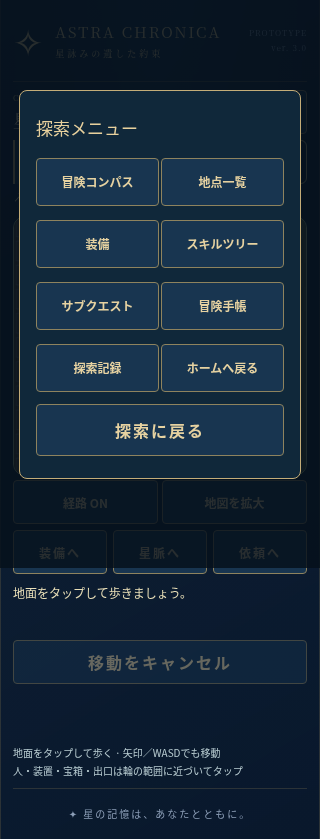 ASTRA CHRONICA
星詠みの遺した約束
PROTOTYPE
探索メニュー
冒険コンパス
地点一覧
装備
スキルツリー
サブクエスト
冒険手帳
探索記録
ホームへ戻る
探索に戻る
経路 ON
地図を拡大
装備へ
星脈へ
依頼へ
地面をタップして歩きましょう。
移動をキャンセル
地面をタップして歩く · 矢印／WASDでも移動
人・装置・宝箱・出口は輪の範囲に近づいてタップ
✦ 星の記憶は、あなたとともに。